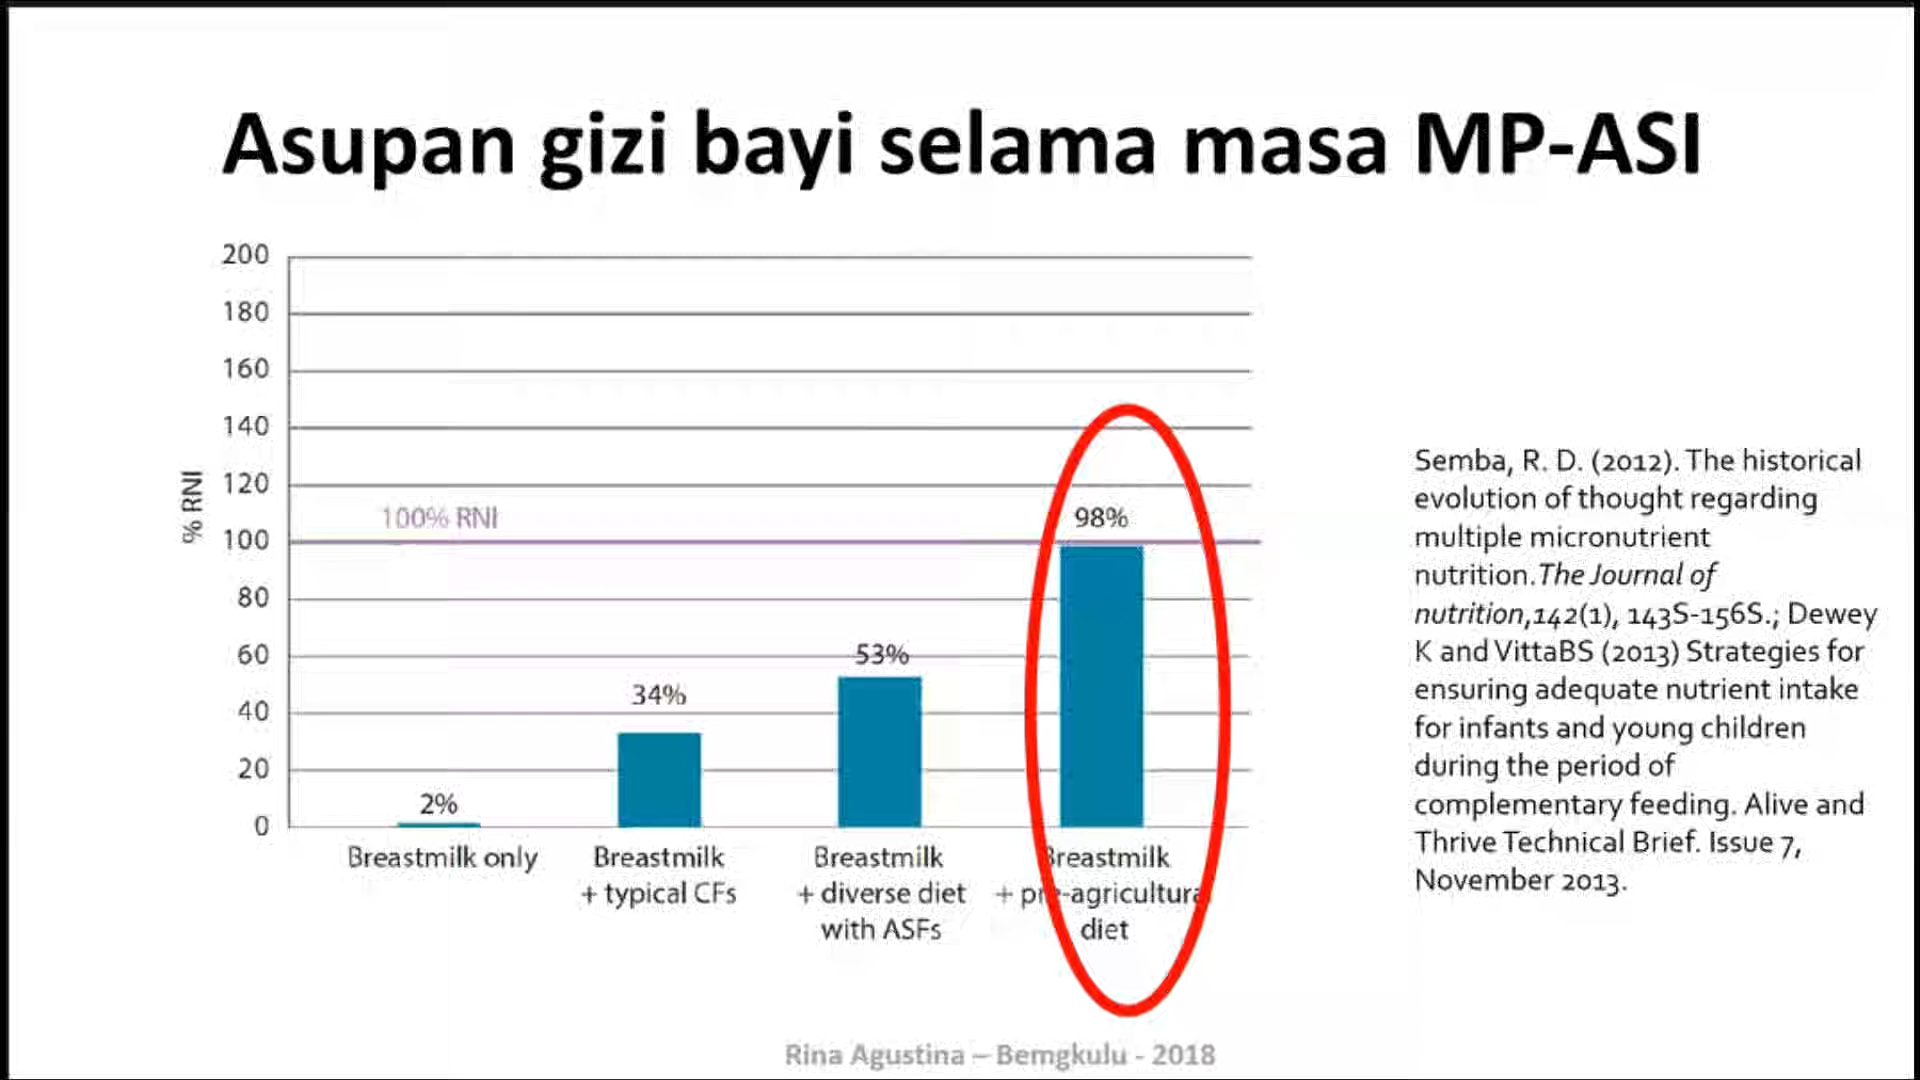 Asupan gizi bayi selama masa MP-ASI
200
180
160
140
120
100
80
60
40
20
0
% RNI
100% RNI
2%
34%
53%
98%
Breastmilk only
Breastmilk
+ typical CFs
Breastmilk
+ diverse diet
with ASFs
Breastmilk
+ pre-agricultural
diet
Semba, R. D. (2012). The historical
evolution of thought regarding
multiple micronutrient
nutrition. The Journal of
nutrition,142(1), 143S-156S.; Dewey
K and VittaBS (2013) Strategies for
ensuring adequate nutrient intake
for infants and young children
during the period of
complementary feeding. Alive and
Thrive Technical Brief. Issue 7,
November 2013.
Rina Agustina – Bemgkulu - 2018